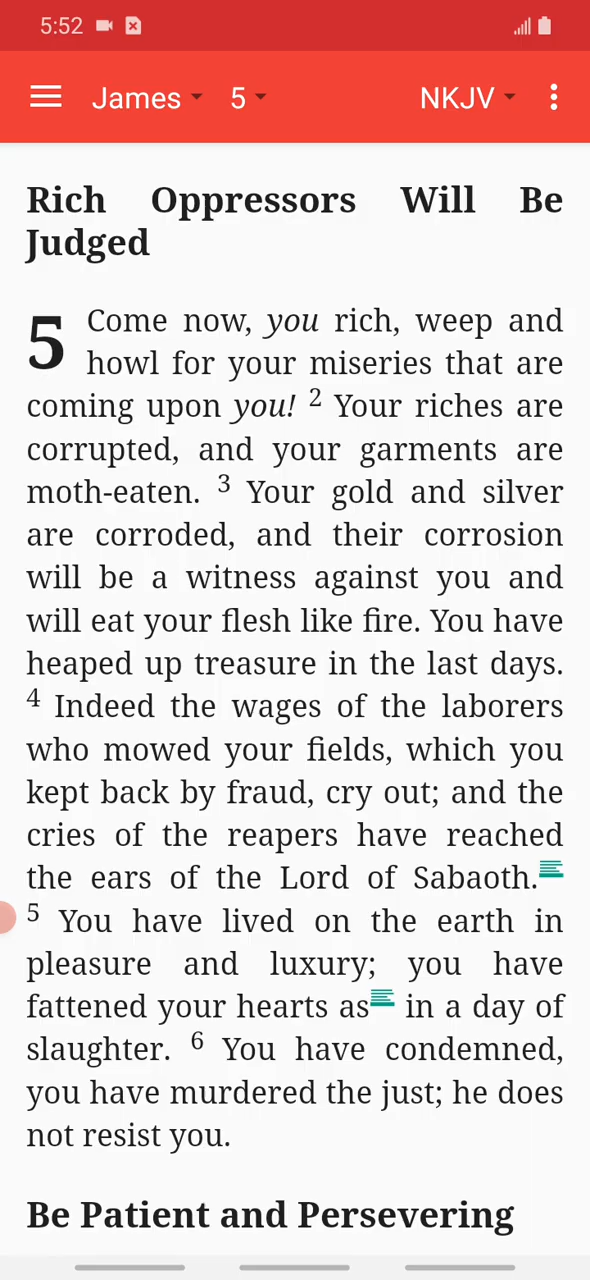 5:52
James 5 NKJV
Rich Oppressors Will Be
Judged
5 Come now, you rich, weep and
howl for your miseries that are
coming upon you! 2 Your riches are
corrupted, and your garments are
moth-eaten. 3 Your gold and silver
are corroded, and their corrosion
will be a witness against you and
will eat your flesh like fire. You have
heaped up treasure in the last days.
4 Indeed the wages of the laborers
who mowed your fields, which you
kept back by fraud, cry out; and the
cries of the reapers have reached
the ears of the Lord of Sabaoth.
5 You have lived on the earth in
pleasure and luxury; you have
fattened your hearts as in a day of
slaughter. 6 You have condemned,
you have murdered the just; he does
not resist you.
Be Patient and Persevering